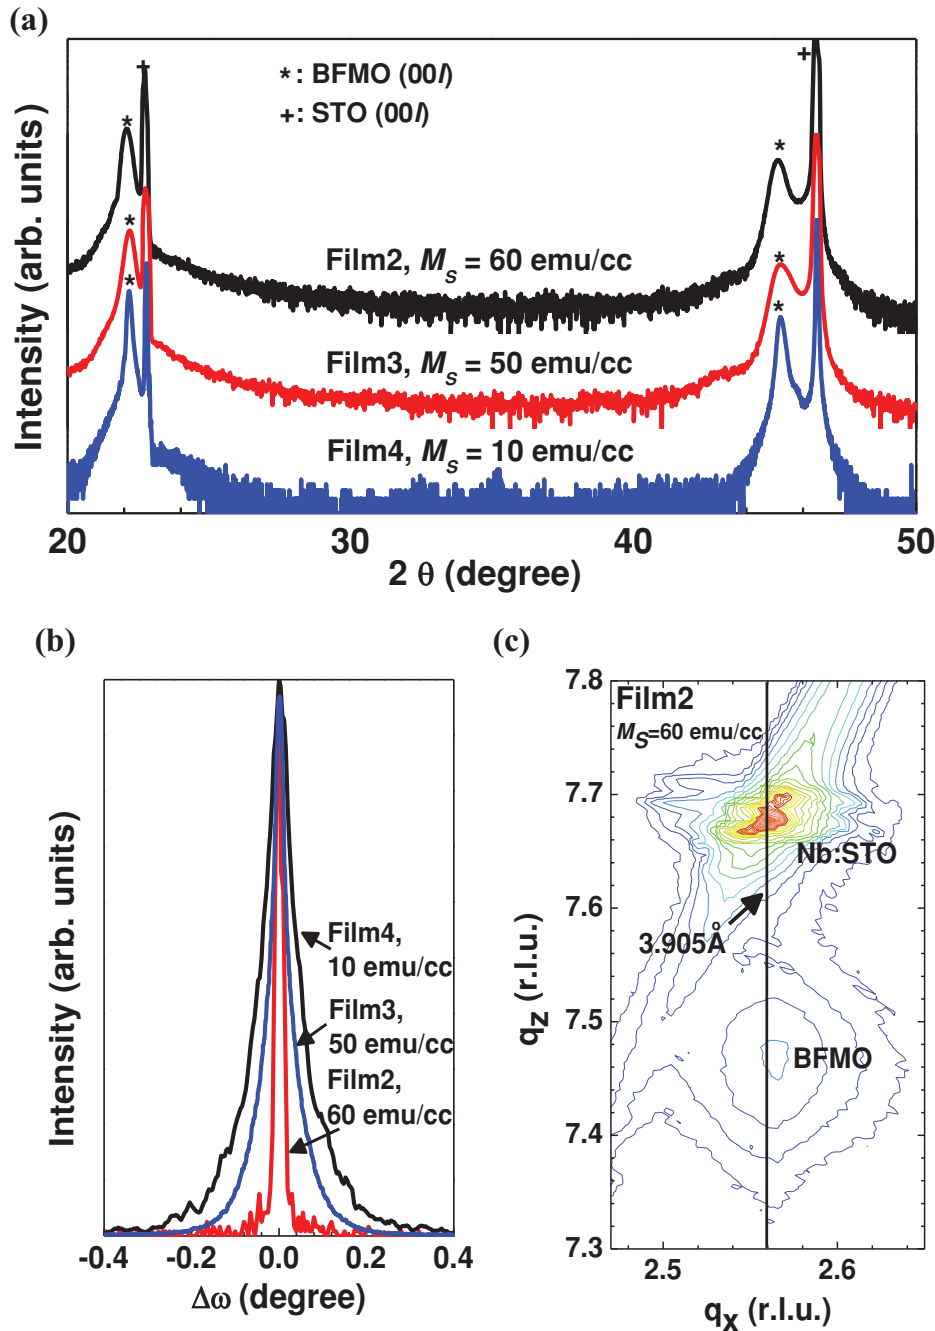 (a)
Intensity (arb. units)
*: BFMO (00l)
+: STO (00l)
+
+
*
*
*
*
*
*
Film2, Ms = 60 emu/cc
Film3, Ms = 50 emu/cc
Film4, Ms = 10 emu/cc
20 30 40 50
2 θ (degree)
(b)
Intensity (arb. units)
Film4,
10 emu/cc
Film3,
50 emu/cc
Film2,
60 emu/cc
-0.4 -0.2 0.0 0.2 0.4
Δω (degree)
(c)
qz (r.l.u.)
7.8
7.7
7.6
7.5
7.4
7.3
Film2
MS=60 emu/cc
Nb:STO
3.905Å
BFMO
2.5 2.6
qx (r.l.u.)